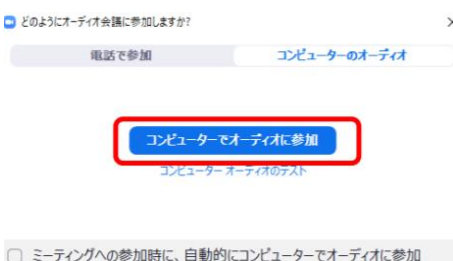 どのようにオーディオ会議に参加しますか?
電話で参加
コンピューターのオーディオ
コンピューターでオーディオに参加
コンピューター オーディオのテスト
ミーティングへの参加時に、自動的にコンピューターでオーディオに参加